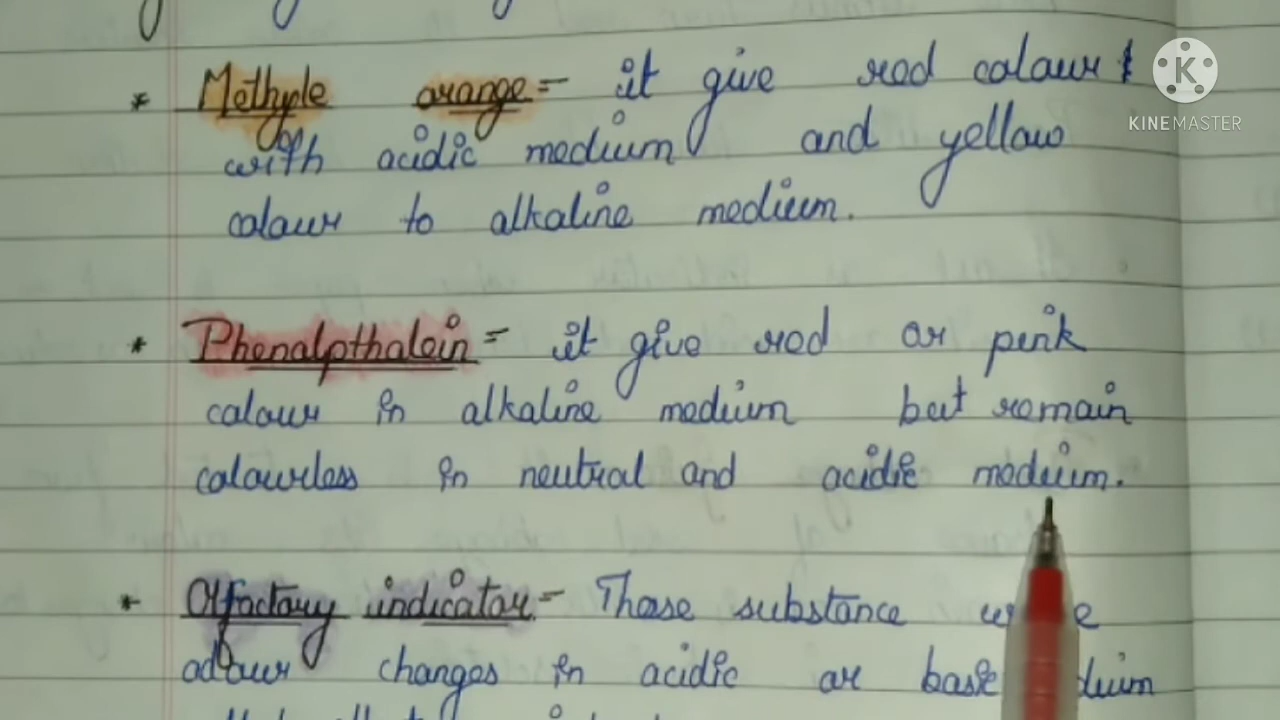 * Methyle orange = it give red colour
KINEMASTER
with acidic medium and yellow
colour to alkaline medium.
* Phenalpthalein = it give red or pink
colour in alkaline medium but remain
colourless in neutral and acidic medium.
* Olfactory indicator = Those substance
odour changes in acidic or base